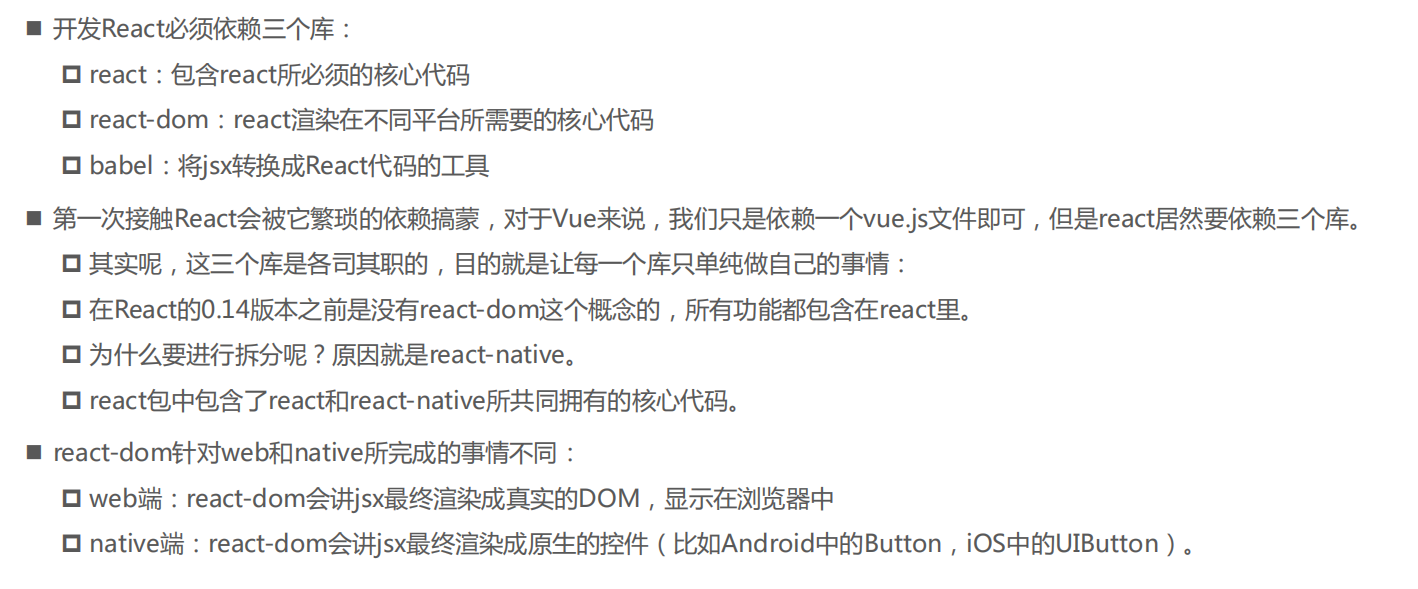 ■ 开发React必须依赖三个库：
react：包含react所必须的核心代码
react-dom：react渲染在不同平台所需要的核心代码
babel：将jsx转换成React代码的工具
■ 第一次接触React会被它繁琐的依赖搞蒙，对于Vue来说，我们只是依赖一个vue.js文件即可，但是react居然要依赖三个库。
其实呢，这三个库是各司其职的，目的就是让每一个库只单纯做自己的事情：
在React的0.14版本之前是没有react-dom这个概念的，所有功能都包含在react里。
为什么要进行拆分呢？原因就是react-native。
react包中包含了react和react-native所共同拥有的核心代码。
■ react-dom针对web和native所完成的事情不同：
web端：react-dom会讲jsx最终渲染成真实的DOM，显示在浏览器中
native端：react-dom会讲jsx最终渲染成原生的控件（比如Android中的Button，iOS中的UIButton）。